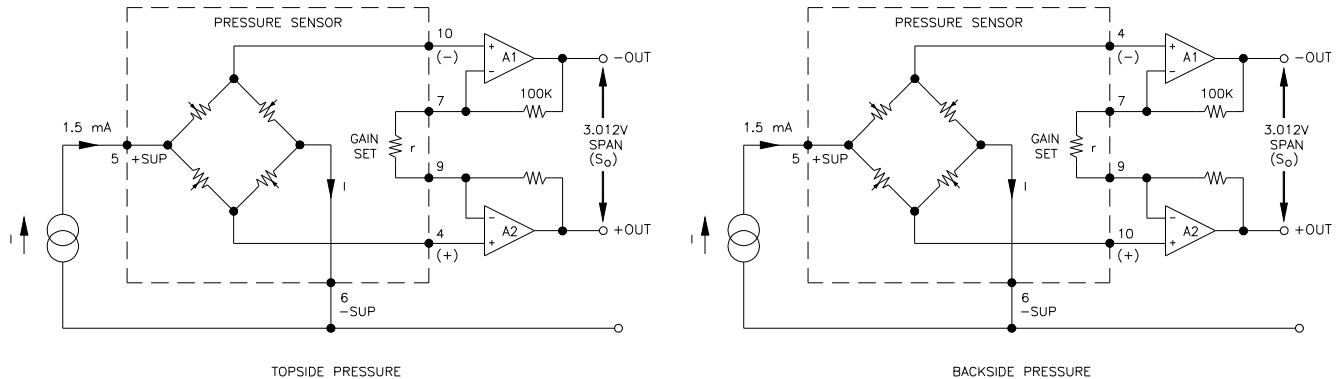 PRESSURE SENSOR
10
(-)
+
A1
-
-OUT
7
100K
1.5 mA
GAIN
SET
r
3.012V
SPAN
(So)
5
+SUP
9
I
-
A2
+
+OUT
I
4
(+)
6
-SUP
TOPSIDE PRESSURE
PRESSURE SENSOR
4
(-)
+
A1
-
-OUT
7
100K
1.5 mA
GAIN
SET
r
3.012V
SPAN
(So)
5
+SUP
9
I
-
A2
+
+OUT
I
10
(+)
6
-SUP
BACKSIDE PRESSURE